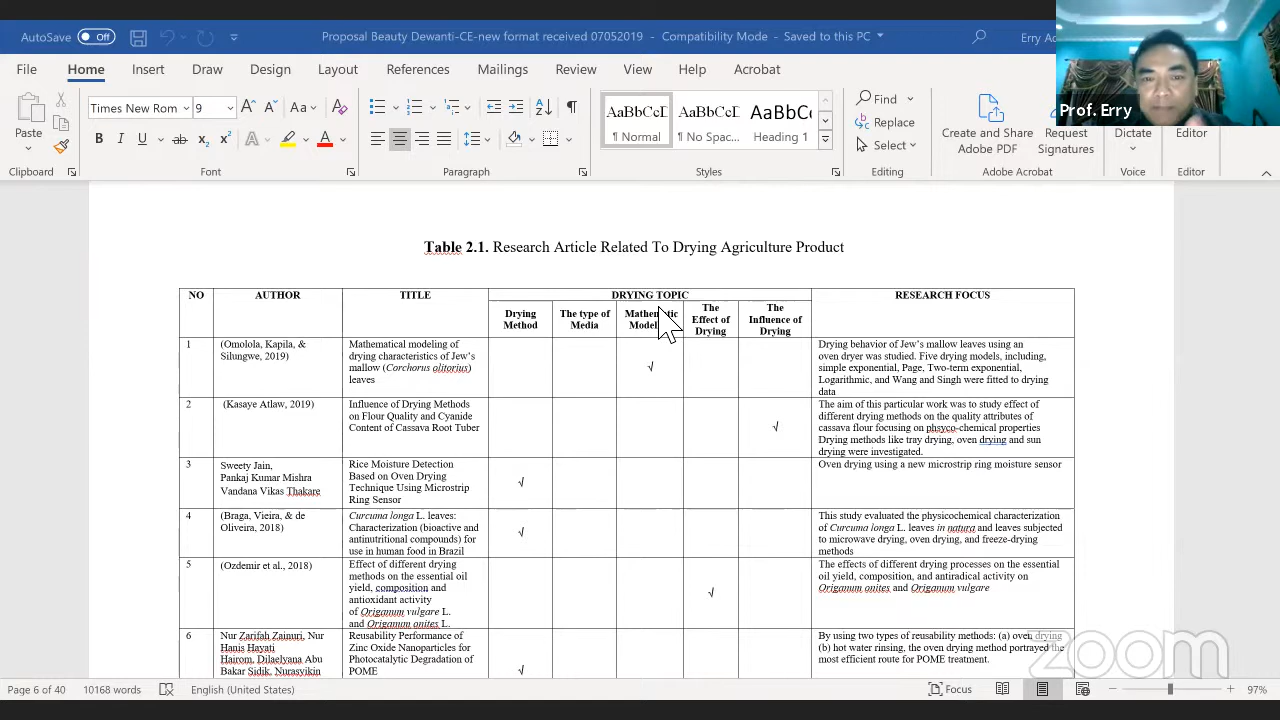 AutoSave Off
Proposal Beauty Dewanti-CE-new format received 07052019 - Compatibility Mode - Saved to this PC
Erry Ad
Prof. Erry
File Home Insert Draw Design Layout References Mailings Review View Help Acrobat
Paste
Times New Rom 9
B I U ab x₂ x²
Aa
A A
AaBbCcD AaBbCcD AaBbCc
¶ Normal ¶ No Spac... Heading 1
Find
Replace
Select
Create and Share Adobe PDF
Request Signatures
Dictate
Editor
Clipboard Font Paragraph Styles Editing Adobe Acrobat Voice Editor
Table 2.1. Research Article Related To Drying Agriculture Product
NO AUTHOR TITLE DRYING TOPIC RESEARCH FOCUS
Drying Method
The type of Media
The Effect of Drying
The Influence of Drying
1
(Omolola, Kapila, &
Silungwe, 2019)
Mathematical modeling of
drying characteristics of Jew's
mallow (Corchorus olitorius)
leaves
√
Drying behavior of Jew's mallow leaves using an
oven dryer was studied. Five drying models, including,
simple exponential, Page, Two-term exponential,
Logarithmic, and Wang and Singh were fitted to drying
data
2
(Kasaye Atlaw, 2019)
Influence of Drying Methods
on Flour Quality and Cyanide
Content of Cassava Root Tuber
√
The aim of this particular work was to study effect of
different drying methods on the quality attributes of
cassava flour focusing on phsyco-chemical properties
Drying methods like tray drying, oven drying and sun
drying were investigated.
3
Sweety Jain,
Pankaj Kumar Mishra
Vandana Vikas Thakare
Rice Moisture Detection
Based on Oven Drying
Technique Using Microstrip
Ring Sensor
√
Oven drying using a new microstrip ring moisture sensor
4
(Braga, Vieira, & de
Oliveira, 2018)
Curcuma longa L. leaves:
Characterization (bioactive and
antinutritional compounds) for
use in human food in Brazil
√
This study evaluated the physicochemical characterization
of Curcuma longa L. leaves in natura and leaves subjected
to microwave drying, oven drying, and freeze-drying
methods
5
(Ozdemir et al., 2018)
Effect of different drying
methods on the essential oil
yield, composition and
antioxidant activity
of Origanum vulgare L.
and Origanum onites L.
√
The effects of different drying processes on the essential
oil yield, composition, and antiradical activity on
Origanum onites and Origanum vulgare
6
Nur Zarifah Zainuri, Nur
Hanis Hayati
Hairom, Dilaelyana Abu
Bakar Sidik, Nurasyikin
Reusability Performance of
Zinc Oxide Nanoparticles for
Photocatalytic Degradation of
POME
√
By using two types of reusability methods: (a) oven drying
(b) hot water rinsing, the oven drying method portrayed the
most efficient route for POME treatment.
zoom
Page 6 of 40 10168 words English (United States) Focus 97%